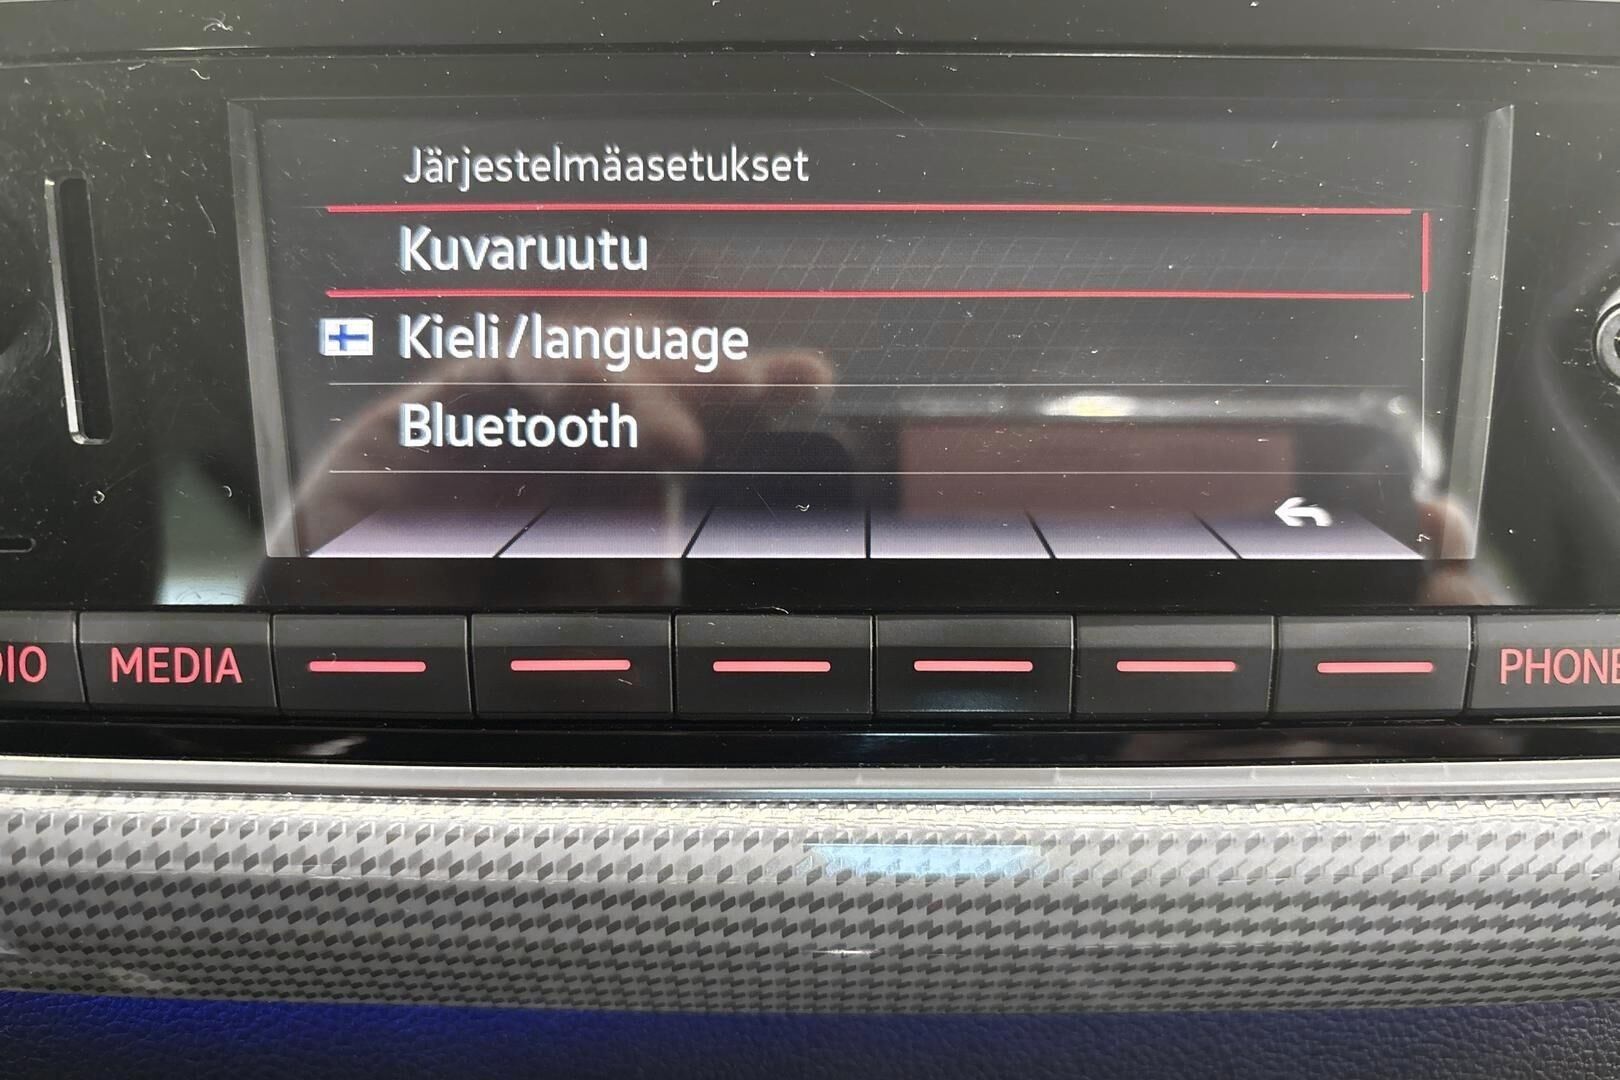 Järjestelmäasetukset
Kuvaruutu
Kieli/language
Bluetooth
MEDIA
PHONE